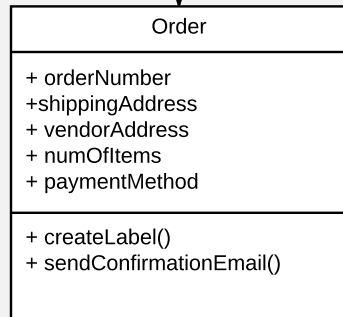 Order
+ orderNumber
+shippingAddress
+ vendorAddress
+ numOfItems
+ paymentMethod
+ createLabel()
+ sendConfirmationEmail()